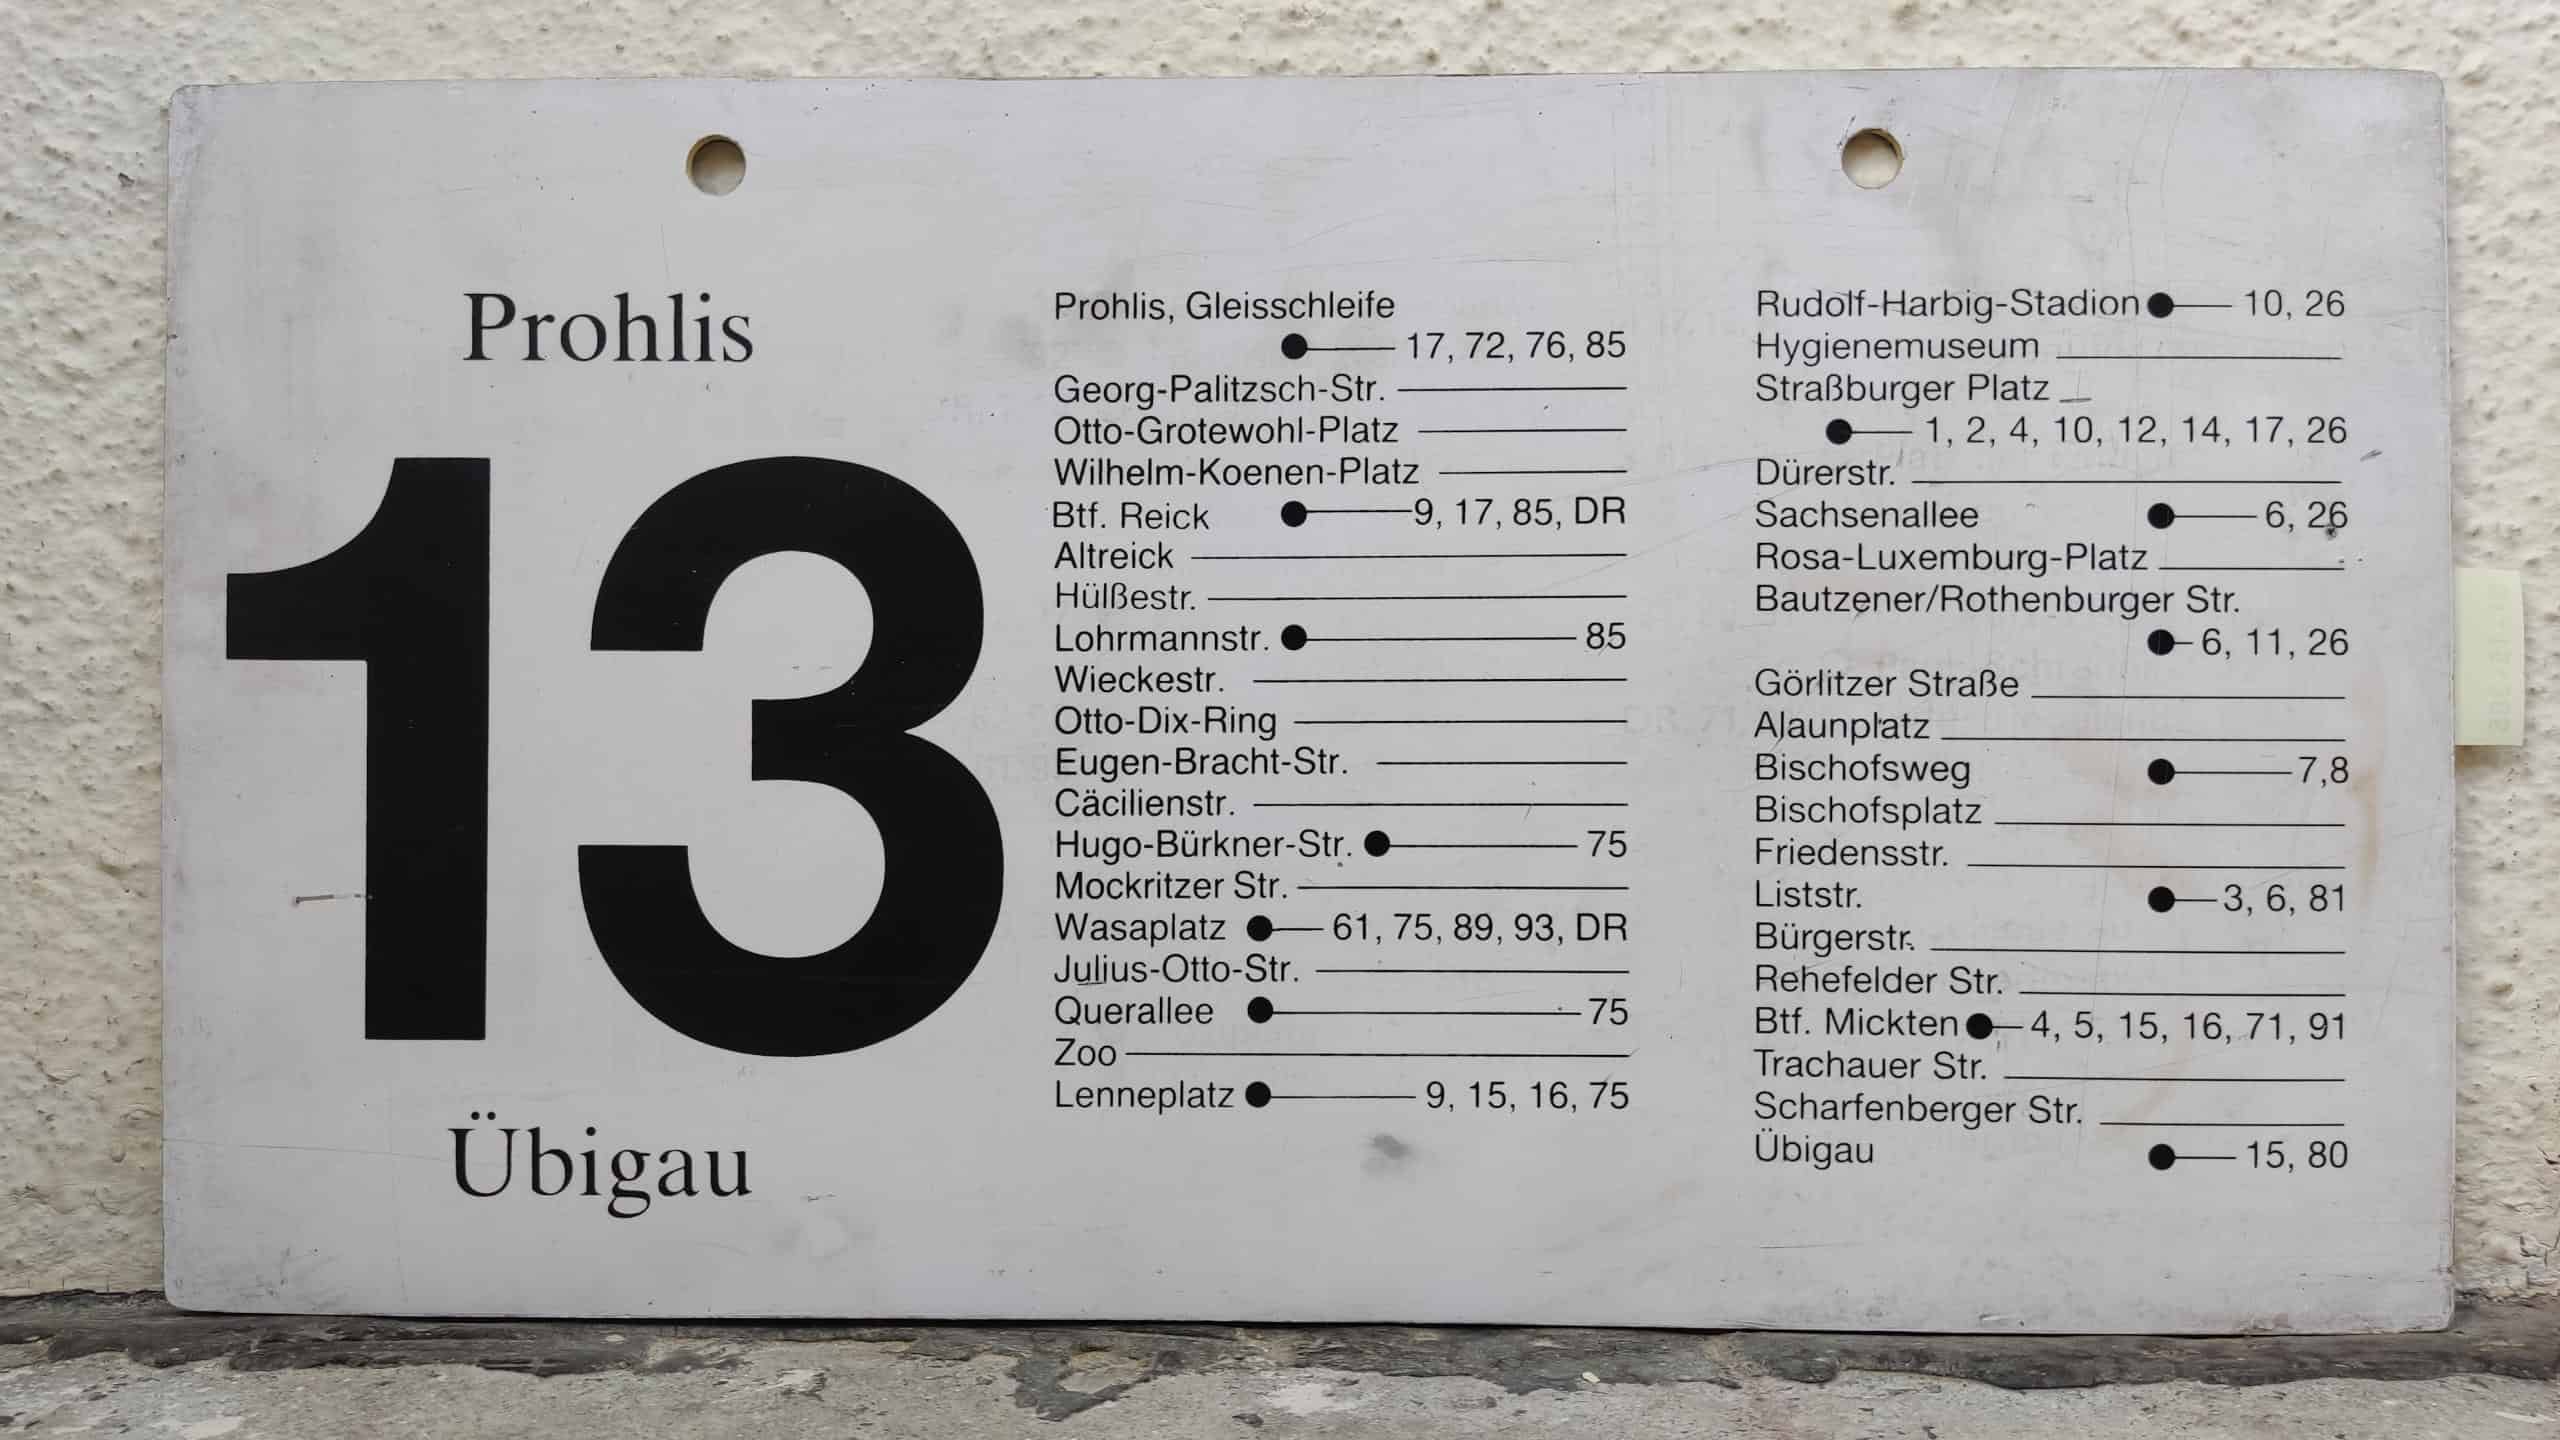 Prohlis
13
Übigau
Prohlis, Gleisschleife
17, 72, 76, 85
Georg-Palitzsch-Str.
Otto-Grotewohl-Platz
Wilhelm-Koenen-Platz
Btf. Reick 9, 17, 85, DR
Altreick
Hülßestr.
Lohrmannstr. 85
Wieckestr.
Otto-Dix-Ring
Eugen-Bracht-Str.
Cäcilienstr.
Hugo-Bürkner-Str. 75
Mockritzer Str.
Wasaplatz 61, 75, 89, 93, DR
Julius-Otto-Str.
Querallee 75
Zoo
Lenneplatz 9, 15, 16, 75
Rudolf-Harbig-Stadion 10, 26
Hygienemuseum
Straßburger Platz
1, 2, 4, 10, 12, 14, 17, 26
Dürerstr.
Sachsenallee 6, 26
Rosa-Luxemburg-Platz
Bautzener/Rothenburger Str.
6, 11, 26
Görlitzer Straße
Alaunplatz
Bischofsweg 7,8
Bischofsplatz
Friedensstr.
Liststr. 3, 6, 81
Bürgerstr.
Rehefelder Str.
Btf. Mickten 4, 5, 15, 16, 71, 91
Trachauer Str.
Scharfenberger Str.
Übigau 15, 80